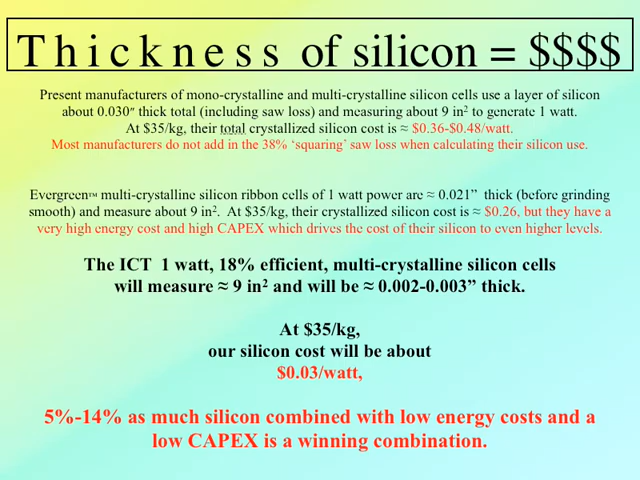 Thickness of silicon = $$$$
Present manufacturers of mono-crystalline and multi-crystalline silicon cells use a layer of silicon
about 0.030″ thick total (including saw loss) and measuring about 9 in² to generate 1 watt.
At $35/kg, their total crystallized silicon cost is ≈ $0.36-$0.48/watt.
Most manufacturers do not add in the 38% ‘squaring’ saw loss when calculating their silicon use.
Evergreen™ multi-crystalline silicon ribbon cells of 1 watt power are ≈ 0.021” thick (before grinding
smooth) and measure about 9 in². At $35/kg, their crystallized silicon cost is ≈ $0.26, but they have a
very high energy cost and high CAPEX which drives the cost of their silicon to even higher levels.
The ICT 1 watt, 18% efficient, multi-crystalline silicon cells
will measure ≈ 9 in² and will be ≈ 0.002-0.003” thick.
At $35/kg,
our silicon cost will be about
$0.03/watt,
5%-14% as much silicon combined with low energy costs and a
low CAPEX is a winning combination.